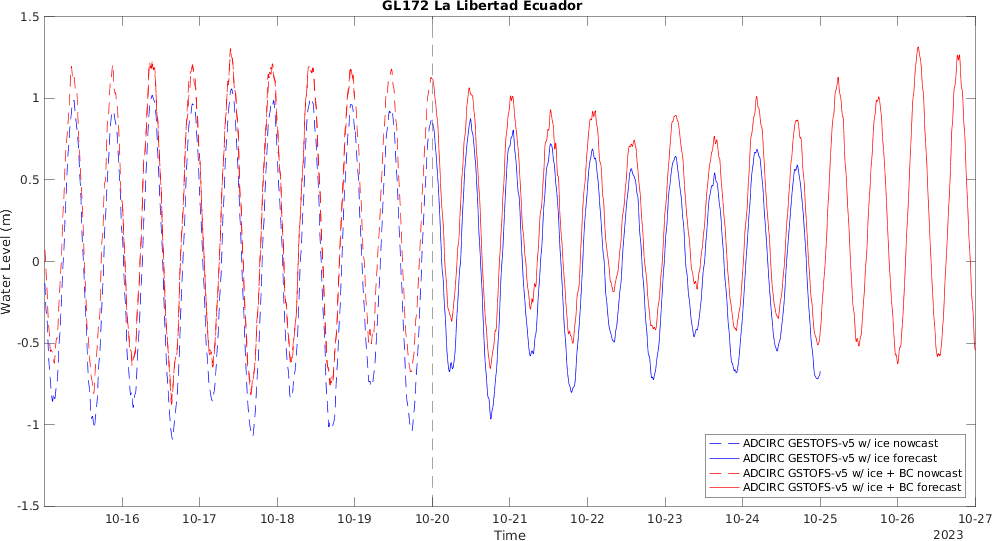 GL172 La Libertad Ecuador
1.5
1
0.5
0
-0.5
-1
-1.5
Water Level (m)
10-16 10-17 10-18 10-19 10-20 10-21 10-22 10-23 10-24 10-25 10-26 10-27
Time
2023
ADCIRC GESTOFS-v5 w/ ice nowcast
ADCIRC GESTOFS-v5 w/ ice forecast
ADCIRC GSTOFS-v5 w/ ice + BC nowcast
ADCIRC GSTOFS-v5 w/ ice + BC forecast